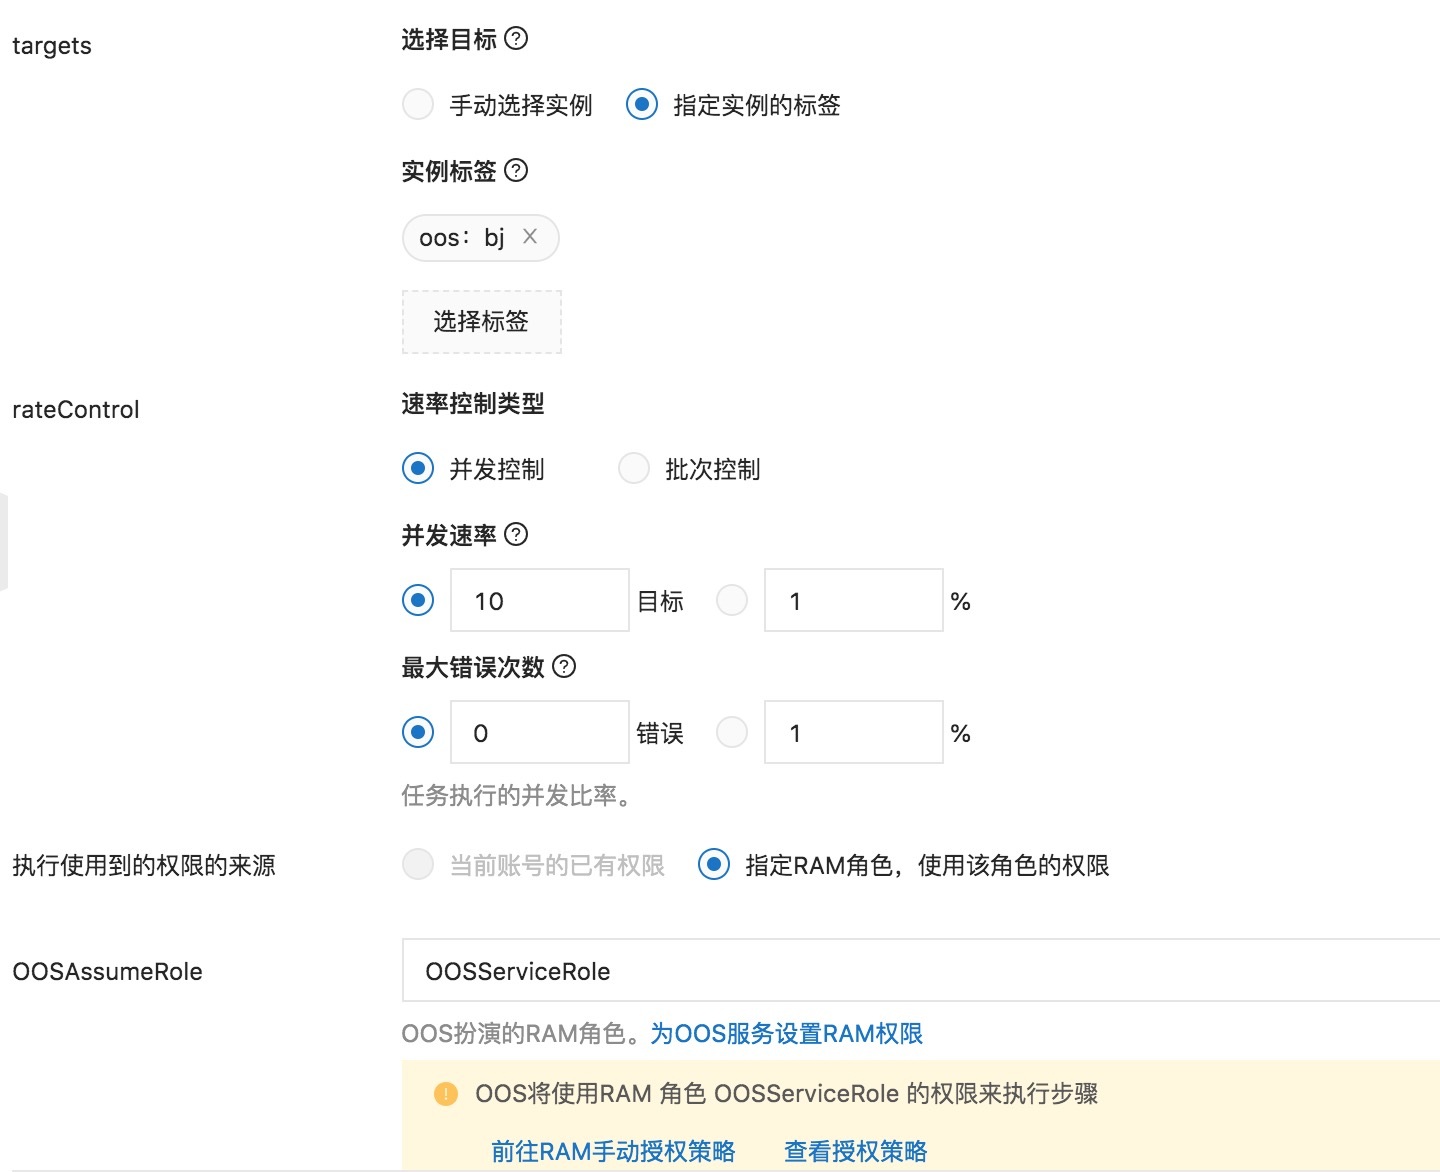 targets
选择目标 ?
手动选择实例 指定实例的标签
实例标签 ?
oos：bj X
选择标签
rateControl
速率控制类型
并发控制 批次控制
并发速率 ?
10 目标 1 %
最大错误次数 ?
0 错误 1 %
任务执行的并发比率。
执行使用到的权限的来源 当前账号的已有权限 指定RAM角色，使用该角色的权限
OOSAssumeRole OOSServiceRole
OOS扮演的RAM角色。为OOS服务设置RAM权限
! OOS将使用RAM 角色 OOSServiceRole 的权限来执行步骤
前往RAM手动授权策略 查看授权策略